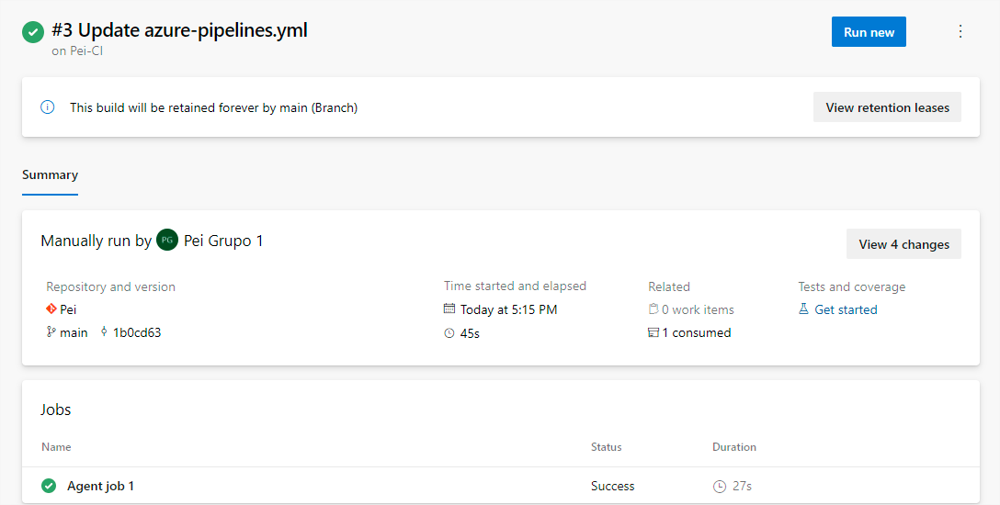 #3 Update azure-pipelines.yml
Run new
on Pei-CI
This build will be retained forever by main (Branch)
View retention leases
Summary
Manually run by PG Pei Grupo 1
View 4 changes
Repository and version
Pei
main 1b0cd63
Time started and elapsed
Today at 5:15 PM
45s
Related
0 work items
1 consumed
Tests and coverage
Get started
Jobs
Name Status Duration
Agent job 1 Success 27s